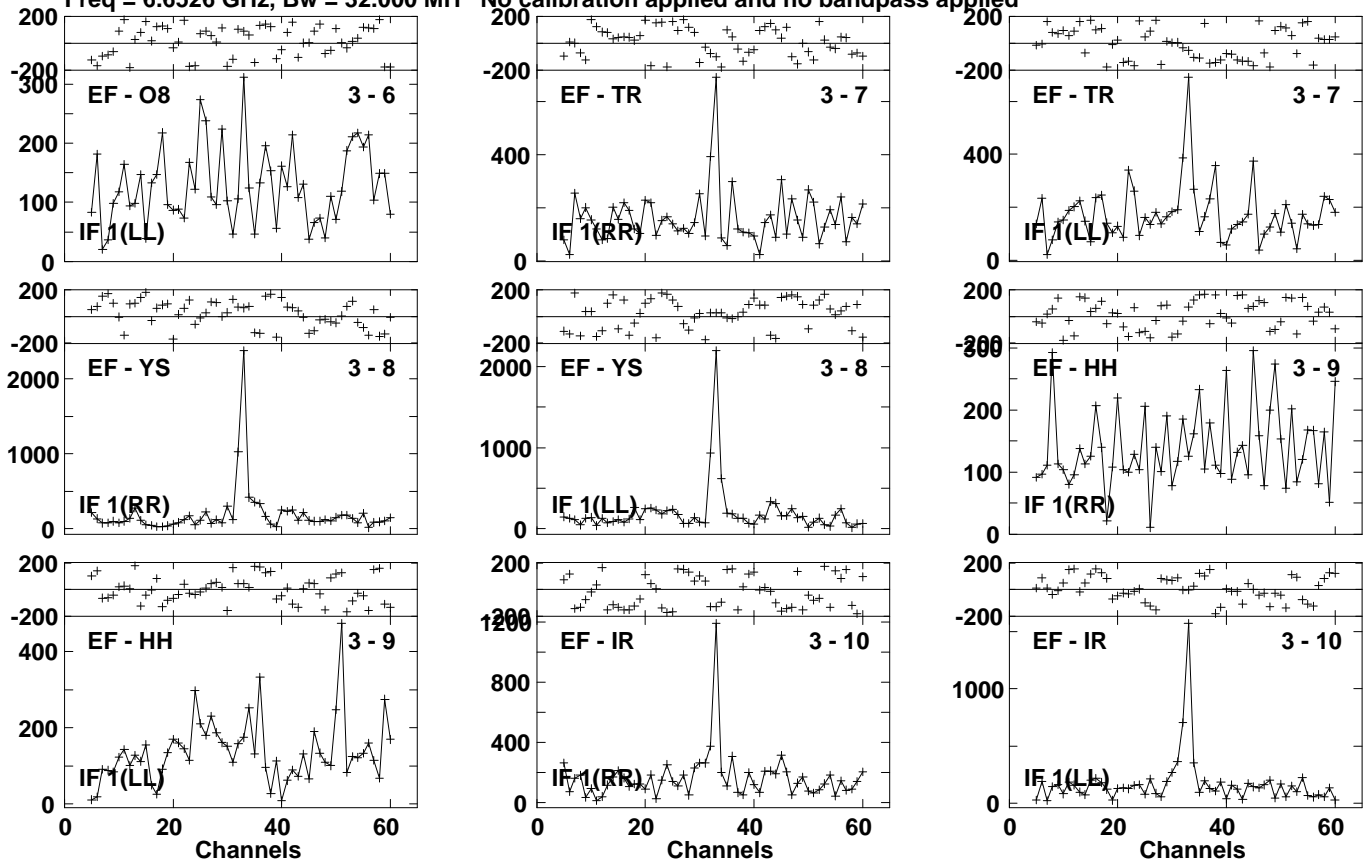 Freq = 6.6526 GHz, Bw = 32.000 MH No calibration applied and no bandpass applied
200
-200
300
200
100
0
EF - O8
3 - 6
IF 1(LL)
200
-200
400
0
EF - TR
3 - 7
IF 1(RR)
200
-200
400
0
EF - TR
3 - 7
IF 1(LL)
200
-200
2000
1000
0
EF - YS
3 - 8
IF 1(RR)
200
-200
2000
1000
0
EF - YS
3 - 8
IF 1(LL)
200
-200
300
200
100
0
EF - HH
3 - 9
IF 1(RR)
200
-200
400
200
0
EF - HH
3 - 9
IF 1(LL)
0 20 40 60
Channels
200
-200
1200
800
400
0
EF - IR
3 - 10
IF 1(RR)
0 20 40 60
Channels
200
-200
1000
0
EF - IR
3 - 10
IF 1(LL)
0 20 40 60
Channels